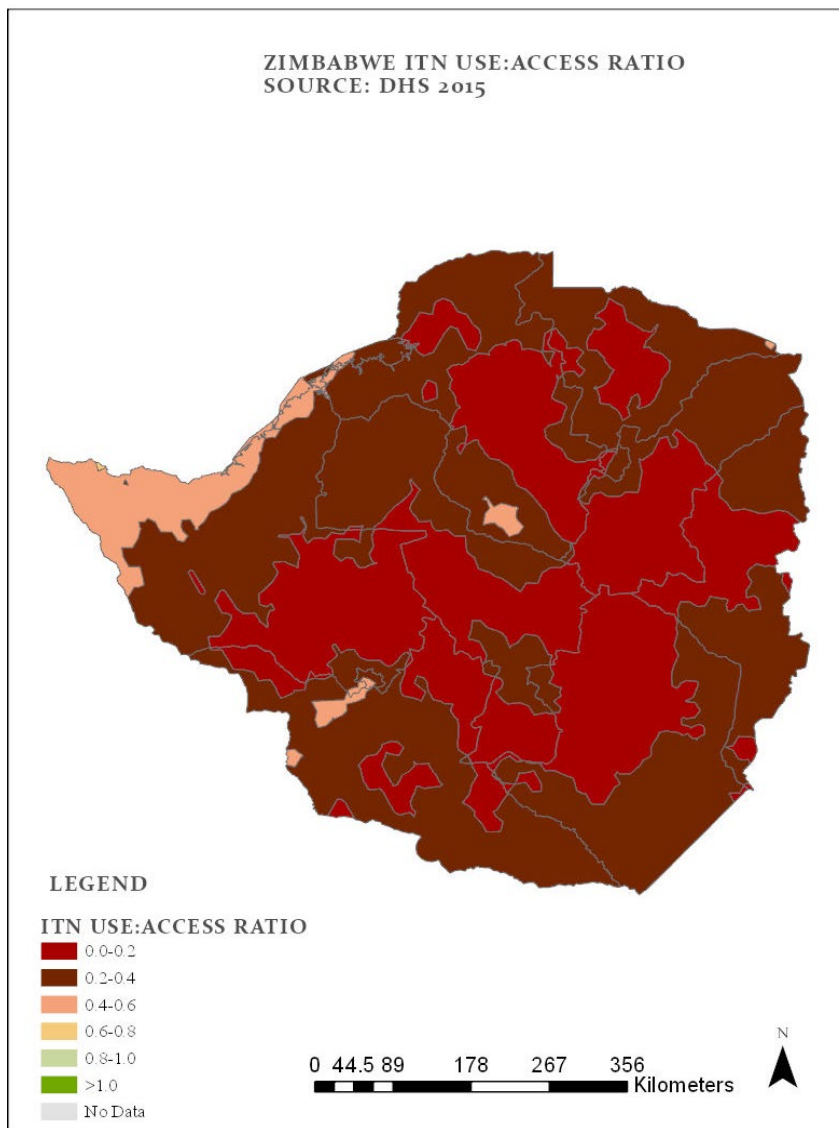 ZIMBABWE ITN USE:ACCESS RATIO
SOURCE: DHS 2015
LEGEND
ITN USE:ACCESS RATIO
0.0-0.2
0.2-0.4
0.4-0.6
0.6-0.8
0.8-1.0
>1.0
No Data
0 44.5 89 178 267 356
Kilometers
N